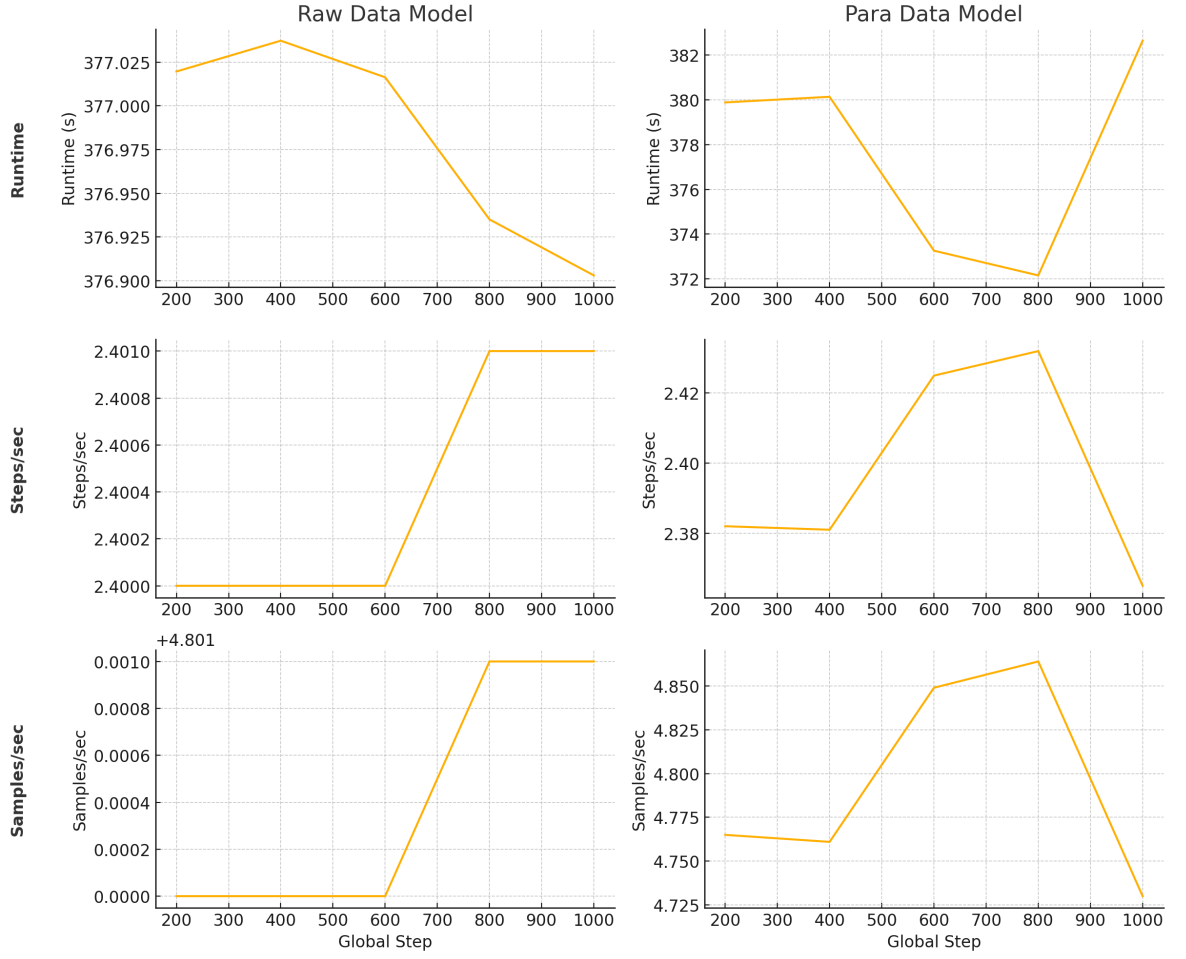 Raw Data Model
Para Data Model
Runtime
Runtime (s)
377.025
377.000
376.975
376.950
376.925
376.900
200 300 400 500 600 700 800 900 1000
Runtime (s)
382
380
378
376
374
372
200 300 400 500 600 700 800 900 1000
Steps/sec
Steps/sec
2.4010
2.4008
2.4006
2.4004
2.4002
2.4000
200 300 400 500 600 700 800 900 1000
Steps/sec
2.42
2.40
2.38
200 300 400 500 600 700 800 900 1000
Samples/sec
Samples/sec
+4.801
0.0010
0.0008
0.0006
0.0004
0.0002
0.0000
200 300 400 500 600 700 800 900 1000
Global Step
Samples/sec
4.850
4.825
4.800
4.775
4.750
4.725
200 300 400 500 600 700 800 900 1000
Global Step